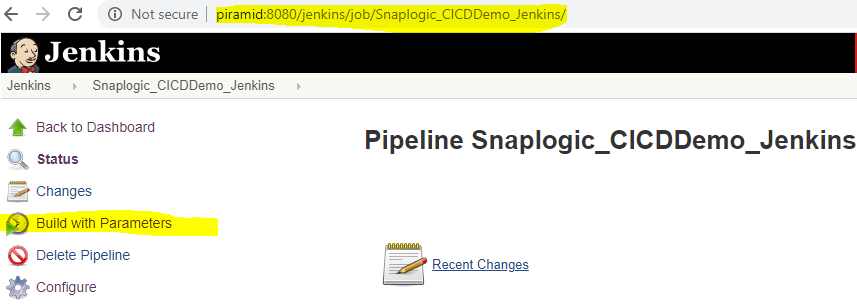 Not secure piramid:8080/jenkins/job/Snaplogic_CICDDemo_Jenkins/
Jenkins
Jenkins Snaplogic_CICDDemo_Jenkins
Back to Dashboard
Status
Changes
Build with Parameters
Delete Pipeline
Configure
Pipeline Snaplogic_CICDDemo_Jenkins
Recent Changes